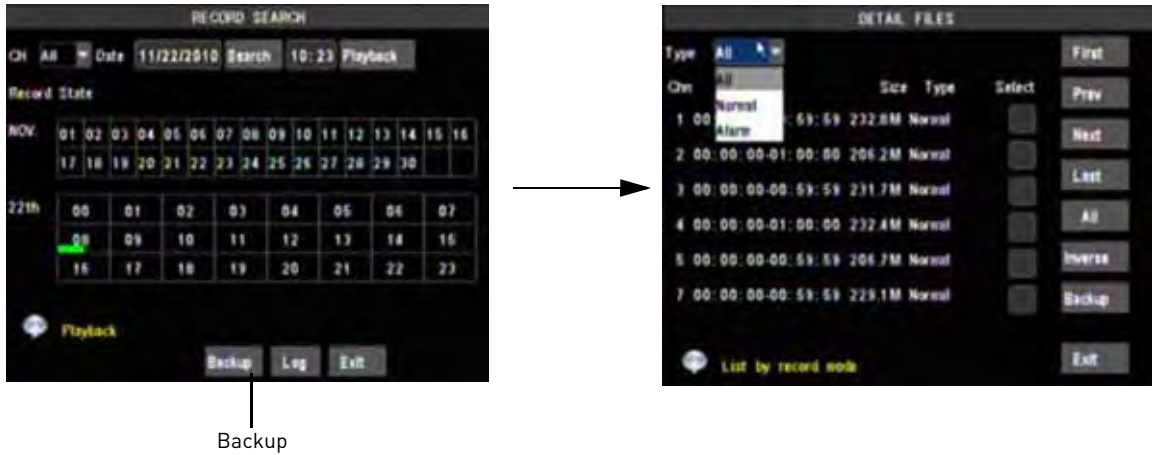 RECORD SEARCH
CH All Date 11/22/2010 Search 10:23 Playback
Record State
NOV. 01 02 03 04 05 06 07 08 09 10 11 12 13 14 15 16
17 18 19 20 21 22 23 24 25 26 27 28 29 30
22th 00 01 02 03 04 05 06 07
08 09 10 11 12 13 14 15
16 17 18 19 20 21 22 23
Playback
Backup Log Exit
Backup
DETAIL FILES
Type All First
All
Normal
Alarm
Chn Size Type Select Prev
1 00 :59:59 232.8M Normal
Next
2 00:00:00-01:00:00 206.2M Normal
Last
3 00:00:00-00:59:59 231.7M Normal
All
4 00:00:00-01:00:00 232.4M Normal
Inverse
5 00:00:00-00:59:59 206.7M Normal
Backup
7 00:00:00-00:59:59 229.1M Normal
List by record mode
Exit